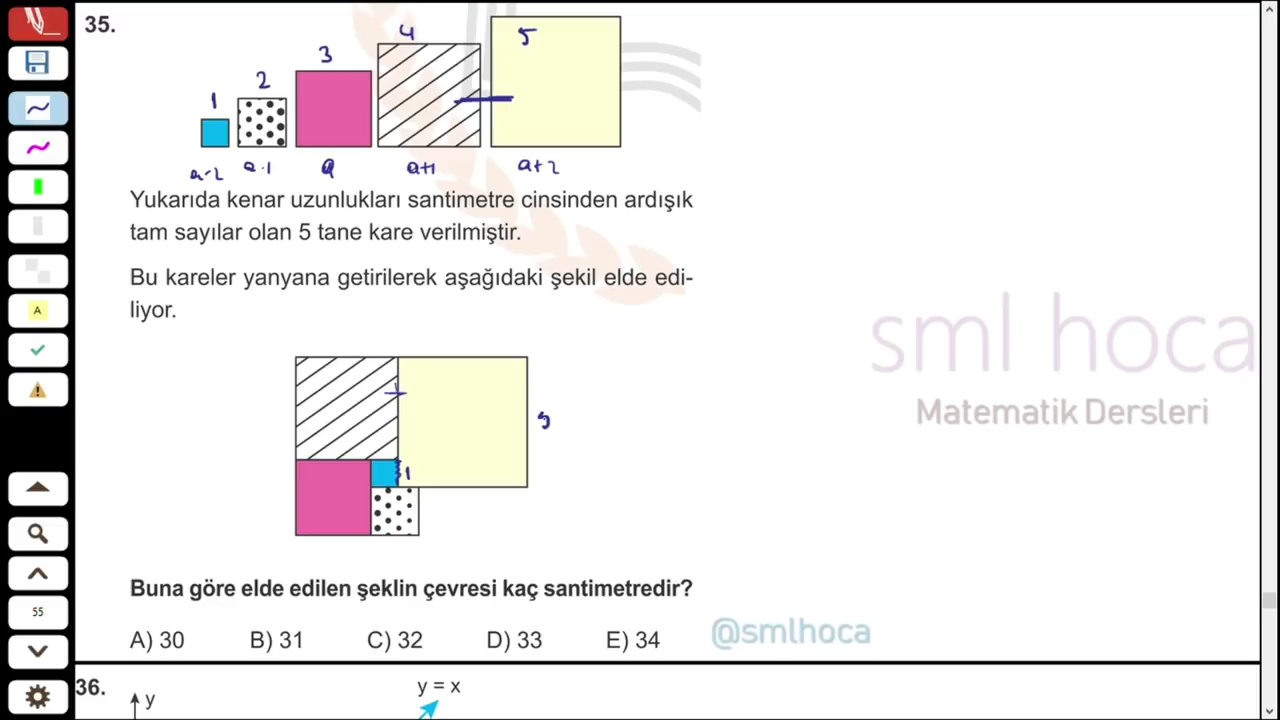 35.
1 2 3 4 5
a-2 a-1 a a+1 a+2
Yukarıda kenar uzunlukları santimetre cinsinden ardışık
tam sayılar olan 5 tane kare verilmiştir.
Bu kareler yanyana getirilerek aşağıdaki şekil elde edi-
liyor.
sml hoca
Matematik Dersleri
5
1
Buna göre elde edilen şeklin çevresi kaç santimetredir?
A) 30 B) 31 C) 32 D) 33 E) 34
@smlhoca
A
55
36.
y
y = x